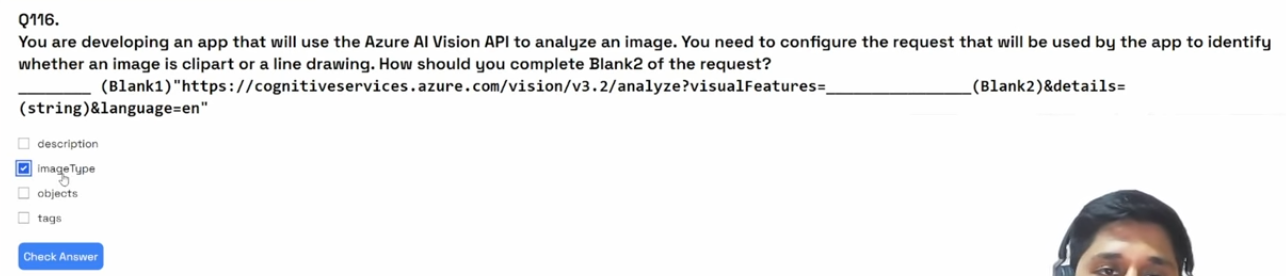 Q116.
You are developing an app that will use the Azure AI Vision API to analyze an image. You need to configure the request that will be used by the app to identify
whether an image is clipart or a line drawing. How should you complete Blank2 of the request?
________ (Blank1)"https://cognitiveservices.azure.com/vision/v3.2/analyze?visualFeatures=________________(Blank2)&details=
(string)&language=en"
description
imageType
objects
tags
Check Answer